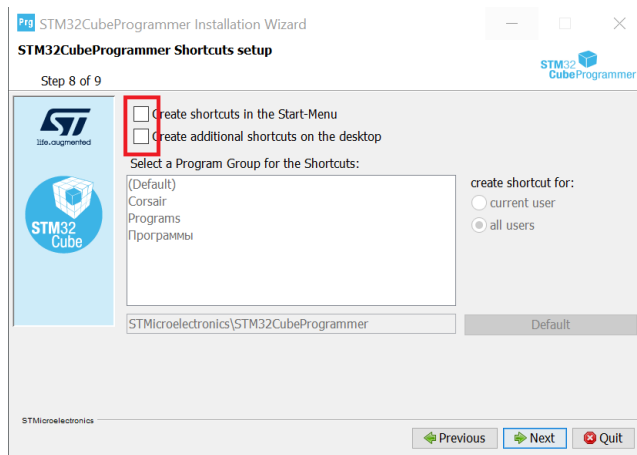 Prg STM32CubeProgrammer Installation Wizard
STM32CubeProgrammer Shortcuts setup
Step 8 of 9
STM32
CubeProgrammer
life.augmented
STM32
Cube
Create shortcuts in the Start-Menu
Create additional shortcuts on the desktop
Select a Program Group for the Shortcuts:
(Default)
Corsair
Programs
Программы
create shortcut for:
current user
all users
STMicroelectronics\STM32CubeProgrammer
Default
STMicroelectronics
Previous
Next
Quit